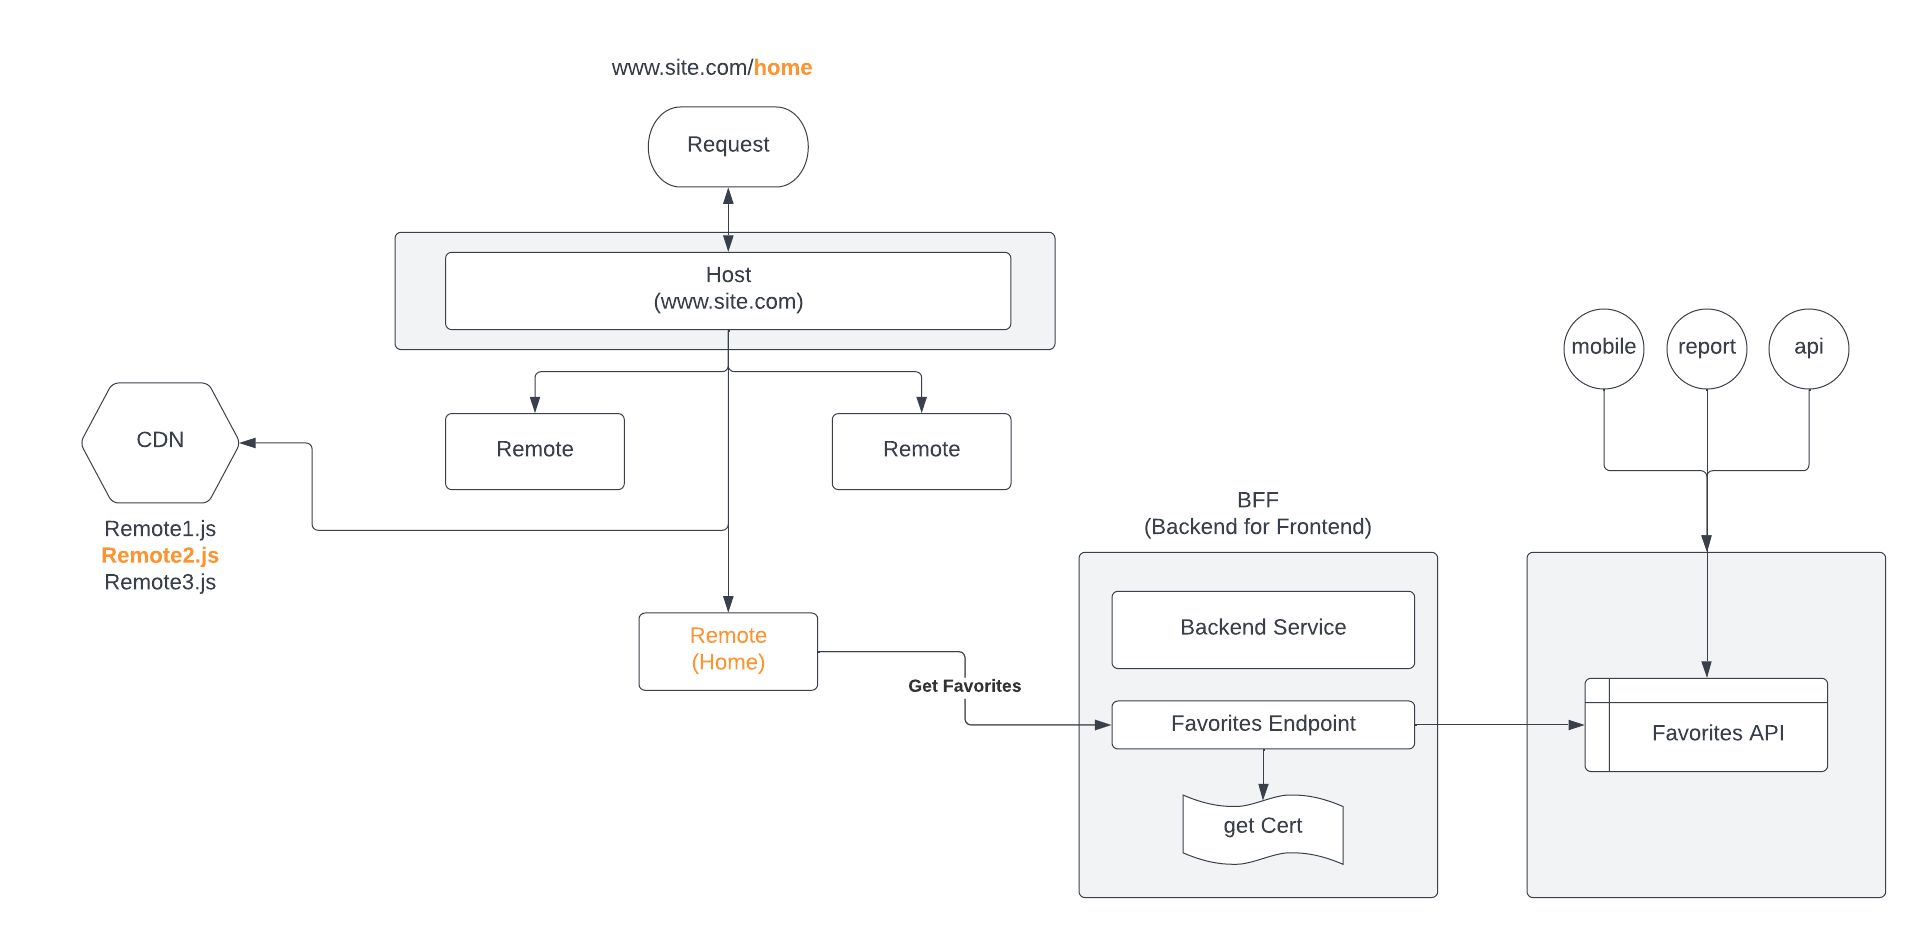 www.site.com/home
Request
Host
(www.site.com)
mobile
report
api
CDN
Remote
Remote
Remote1.js
Remote2.js
Remote3.js
BFF
(Backend for Frontend)
Remote
(Home)
Get Favorites
Backend Service
Favorites Endpoint
Favorites API
get Cert